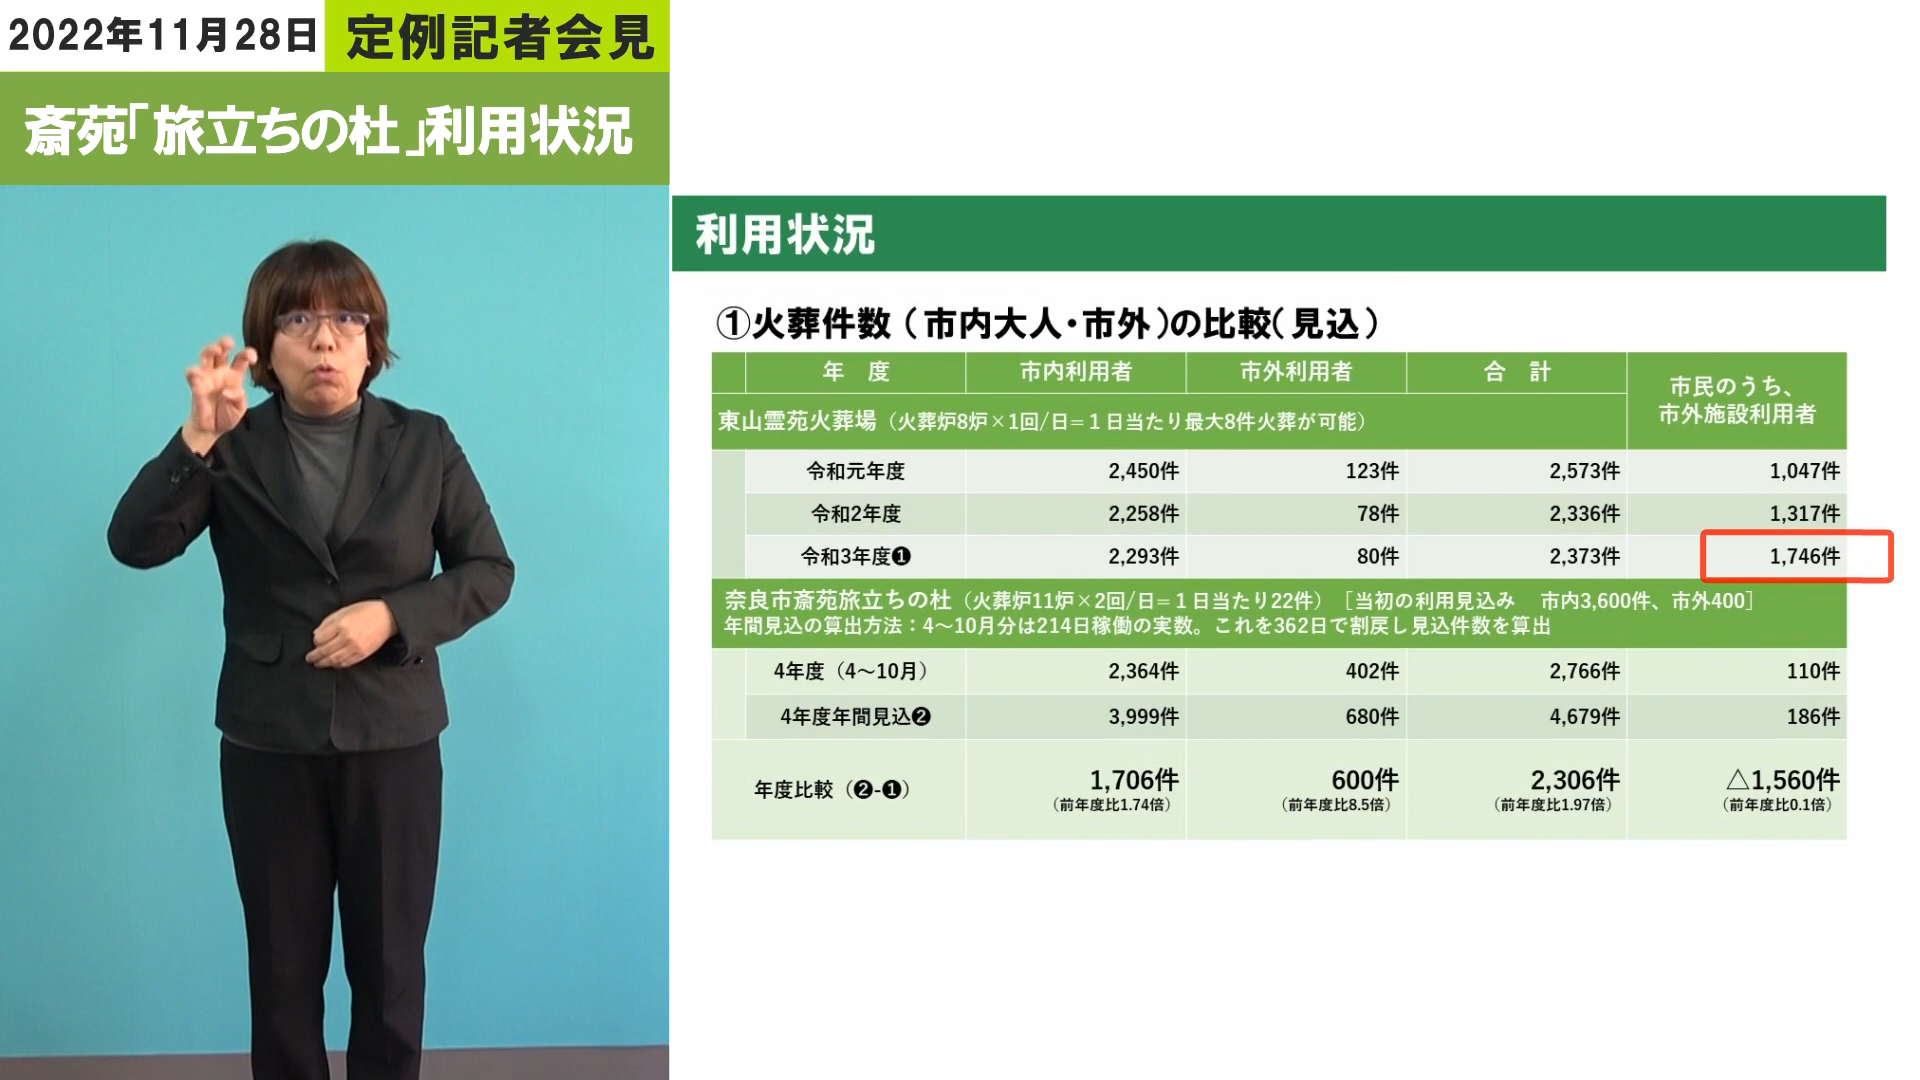 2022年11月28日 定例記者会見
斎苑「旅立ちの杜」利用状況
利用状況
①火葬件数(市内大人・市外)の比較(見込)
年 度 市内利用者 市外利用者 合 計 市民のうち、
市外施設利用者
東山霊苑火葬場(火葬炉8炉×1回/日=1日当たり最大8件火葬が可能)
令和元年度 2,450件 123件 2,573件 1,047件
令和2年度 2,258件 78件 2,336件 1,317件
令和3年度❶ 2,293件 80件 2,373件 1,746件
奈良市斎苑旅立ちの杜(火葬炉11炉×2回/日=1日当たり22件)[当初の利用見込み 市内3,600件、市外400]
年間見込の算出方法:4〜10月分は214日稼働の実数。これを362日で割戻し見込件数を算出
4年度(4〜10月) 2,364件 402件 2,766件 110件
4年度年間見込❷ 3,999件 680件 4,679件 186件
年度比較(❷-❶) 1,706件 600件 2,306件 △1,560件
(前年度比1.74倍) (前年度比8.5倍) (前年度比1.97倍) (前年度比0.1倍)